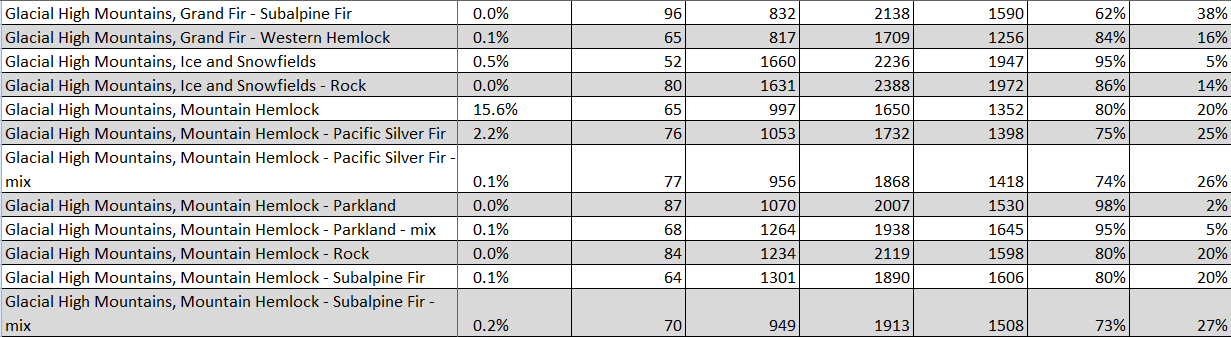 Glacial High Mountains, Grand Fir - Subalpine Fir 0.0% 96 832 2138 1590 62% 38%
Glacial High Mountains, Grand Fir - Western Hemlock 0.1% 65 817 1709 1256 84% 16%
Glacial High Mountains, Ice and Snowfields 0.5% 52 1660 2236 1947 95% 5%
Glacial High Mountains, Ice and Snowfields - Rock 0.0% 80 1631 2388 1972 86% 14%
Glacial High Mountains, Mountain Hemlock 15.6% 65 997 1650 1352 80% 20%
Glacial High Mountains, Mountain Hemlock - Pacific Silver Fir 2.2% 76 1053 1732 1398 75% 25%
Glacial High Mountains, Mountain Hemlock - Pacific Silver Fir -
mix 0.1% 77 956 1868 1418 74% 26%
Glacial High Mountains, Mountain Hemlock - Parkland 0.0% 87 1070 2007 1530 98% 2%
Glacial High Mountains, Mountain Hemlock - Parkland - mix 0.1% 68 1264 1938 1645 95% 5%
Glacial High Mountains, Mountain Hemlock - Rock 0.0% 84 1234 2119 1598 80% 20%
Glacial High Mountains, Mountain Hemlock - Subalpine Fir 0.1% 64 1301 1890 1606 80% 20%
Glacial High Mountains, Mountain Hemlock - Subalpine Fir -
mix 0.2% 70 949 1913 1508 73% 27%